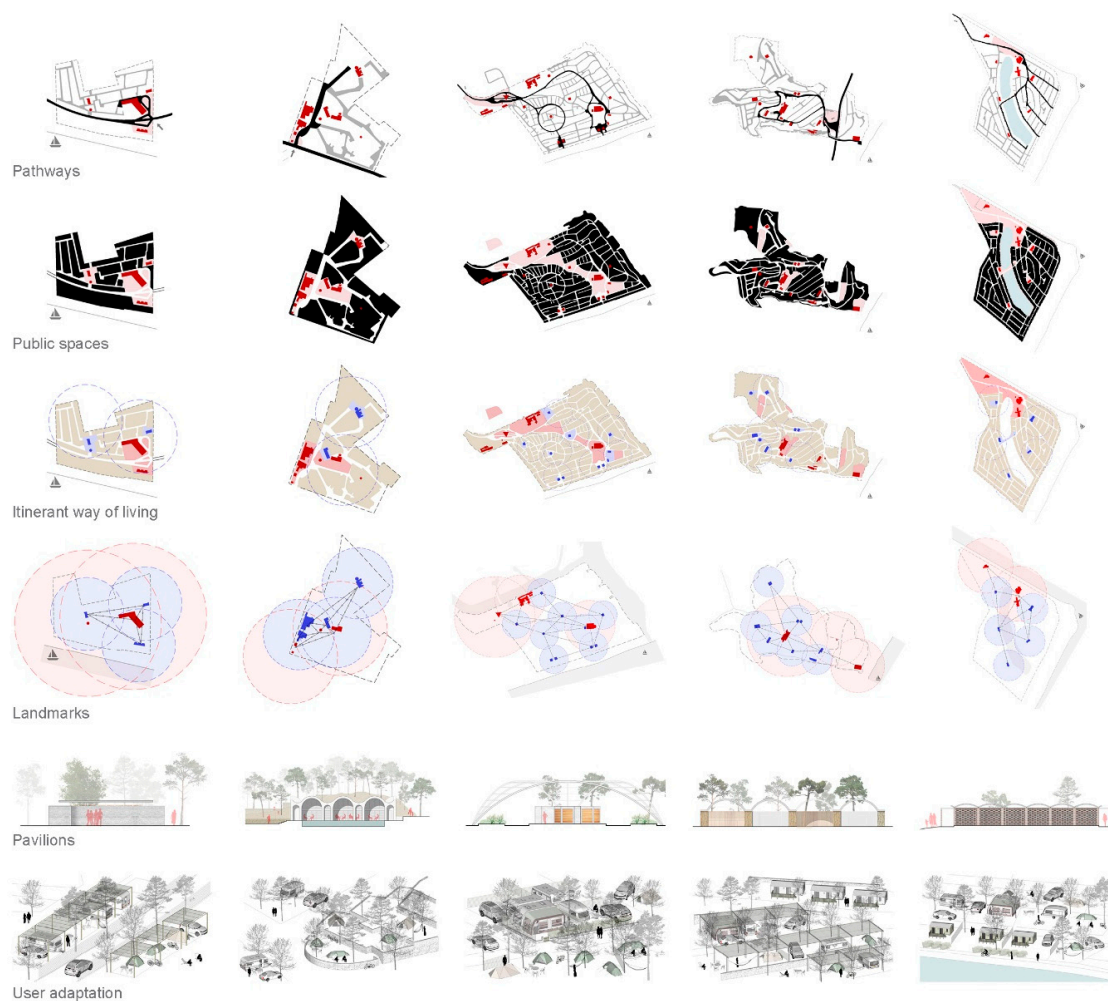 Pathways
Public spaces
Itinerant way of living
Landmarks
Pavilions
User adaptation